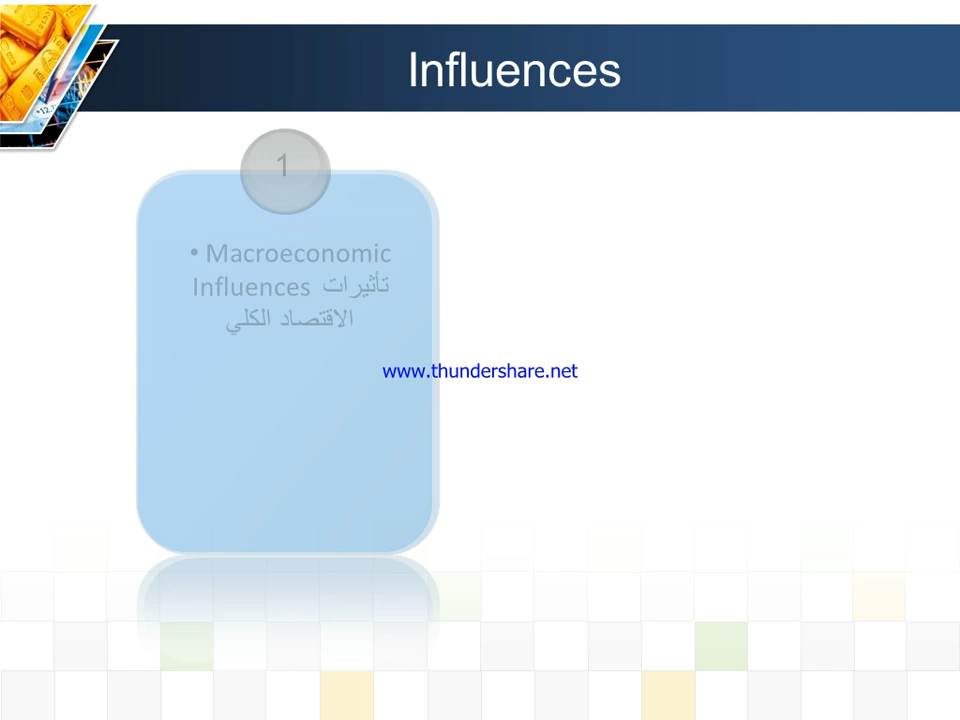 Influences
1
• Macroeconomic
Influences تأثيرات
الاقتصاد الكلي
www.thundershare.net